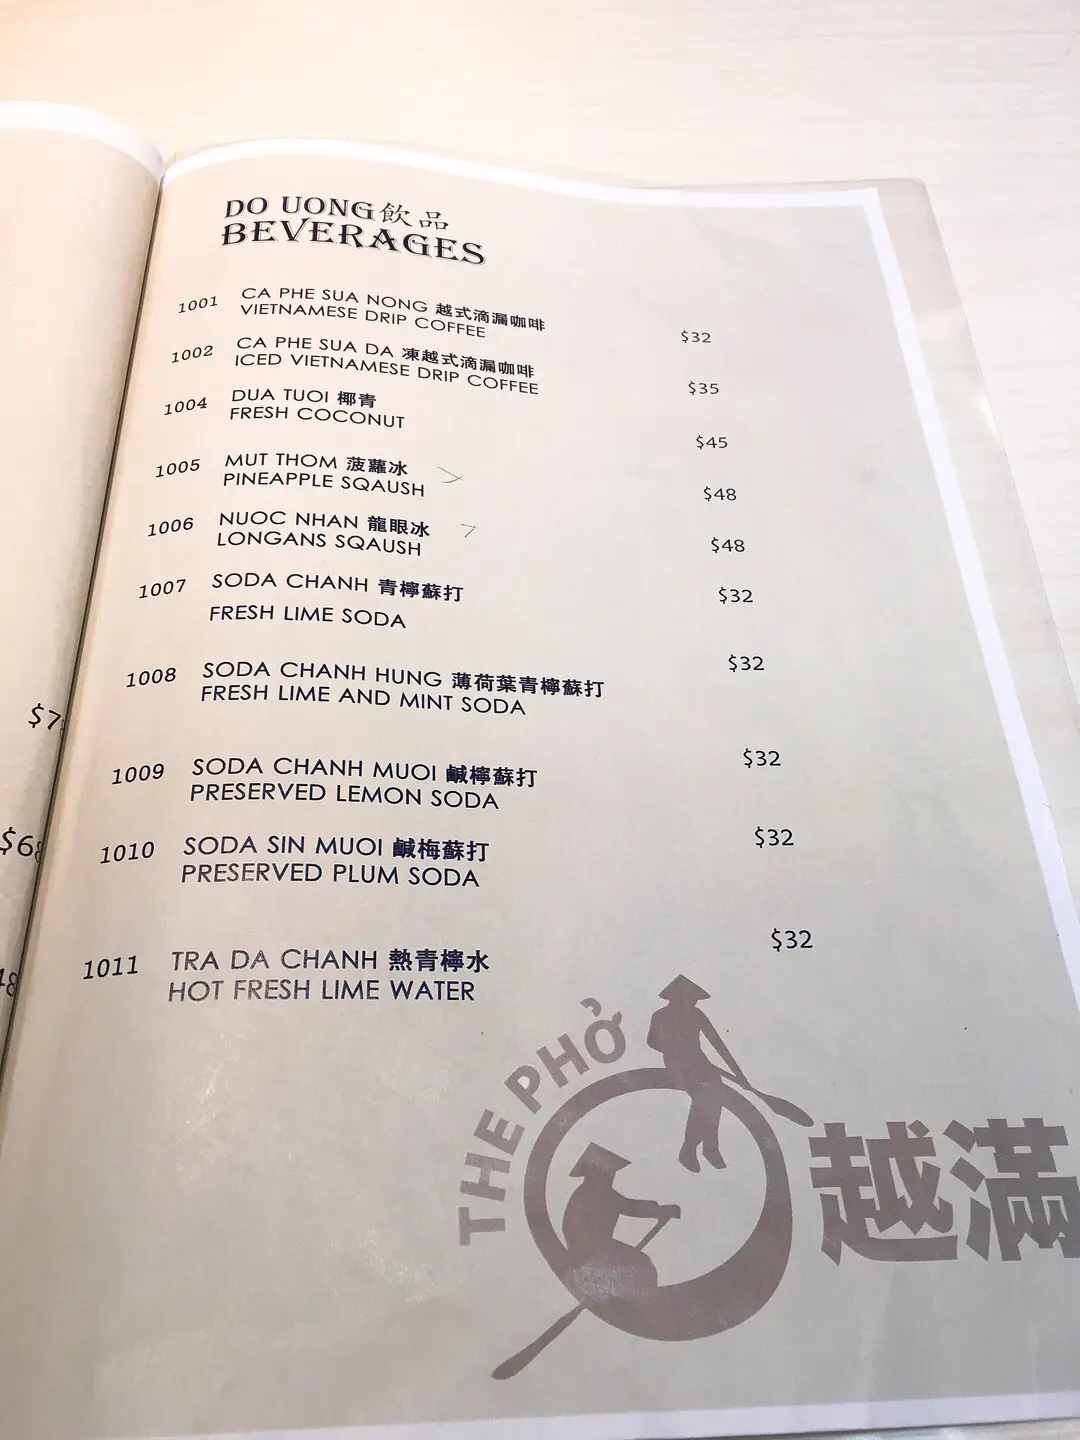 DO UONG飲品
BEVERAGES
1001 CA PHE SUA NONG 越式滴漏咖啡
VIETNAMESE DRIP COFFEE $32
1002 CA PHE SUA DA 凍越式滴漏咖啡
ICED VIETNAMESE DRIP COFFEE $35
1004 DUA TUOI 椰青
FRESH COCONUT $45
1005 MUT THOM 菠蘿冰
PINEAPPLE SQAUSH $48
1006 NUOC NHAN 龍眼冰
LONGANS SQAUSH $48
1007 SODA CHANH 青檸蘇打 $32
FRESH LIME SODA
1008 SODA CHANH HUNG 薄荷葉青檸蘇打 $32
FRESH LIME AND MINT SODA
1009 SODA CHANH MUOI 鹹檸蘇打 $32
PRESERVED LEMON SODA
1010 SODA SIN MUOI 鹹梅蘇打 $32
PRESERVED PLUM SODA
1011 TRA DA CHANH 熱青檸水 $32
HOT FRESH LIME WATER
THE PHỞ
越滿